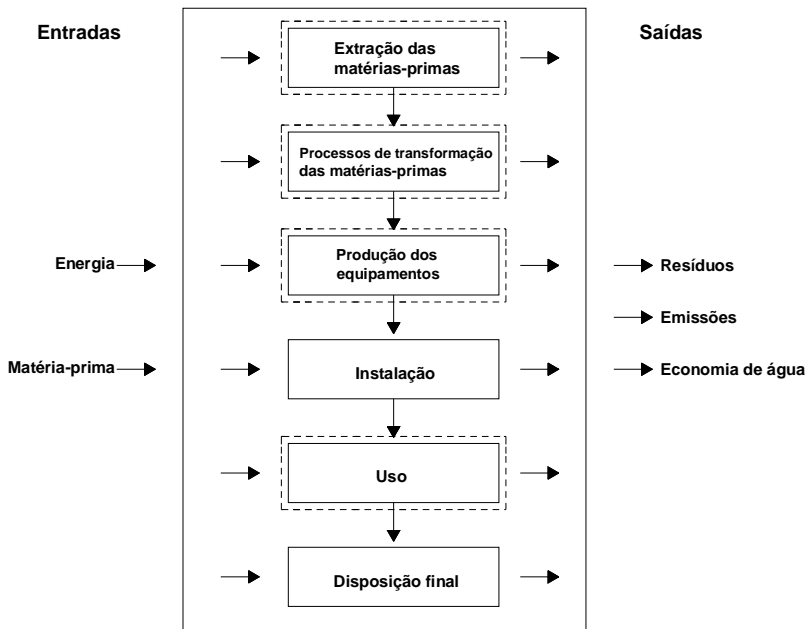 Entradas
Saídas
Extração das
matérias-primas
Processos de transformação
das matérias-primas
Produção dos
equipamentos
Energia
Resíduos
Emissões
Matéria-prima
Instalação
Economia de água
Uso
Disposição final